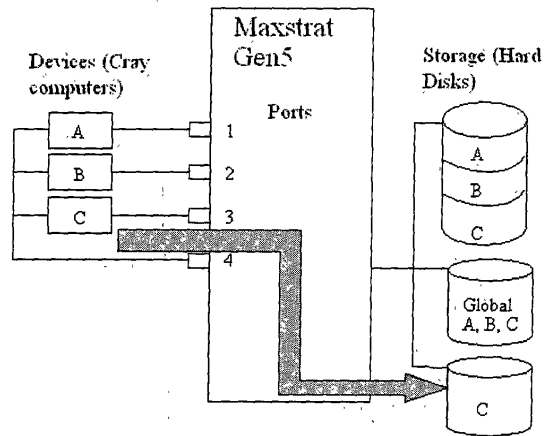 Maxstrat
Gen5
Devices (Cray
computers)
Storage (Hard
Disks)
Ports
A
B
C
1
2
3
4
A
B
C
Global
A, B, C
C